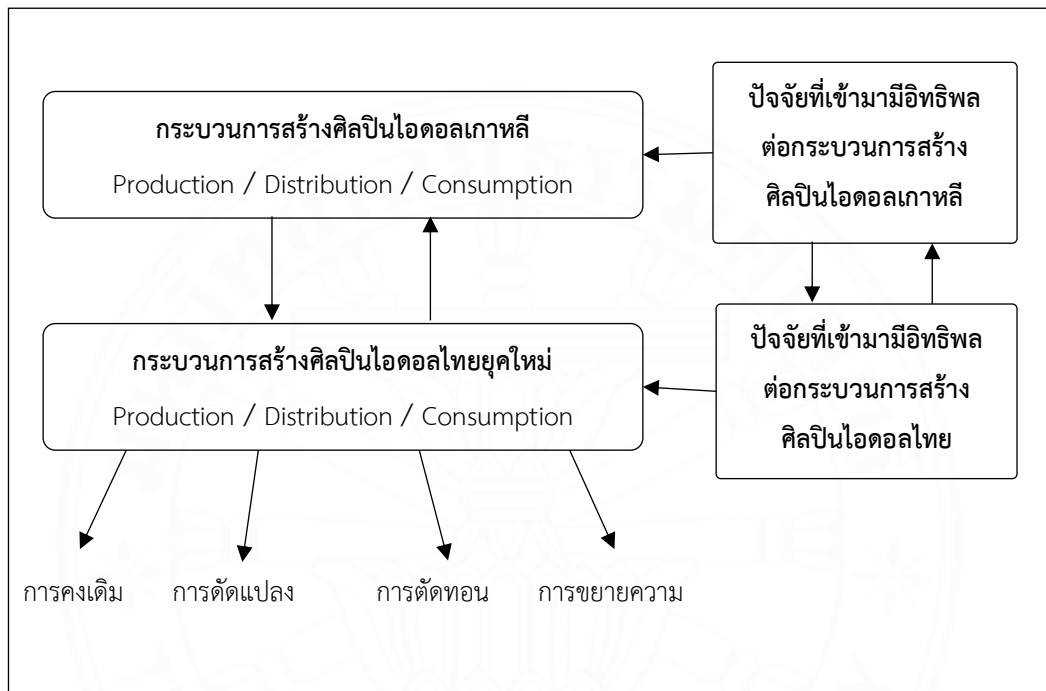 กระบวนการสร้างศิลปินไอดอลเกาหลี
Production / Distribution / Consumption
ปัจจัยที่เข้ามามีอิทธิพล
ต่อกระบวนการสร้าง
ศิลปินไอดอลเกาหลี
กระบวนการสร้างศิลปินไอดอลไทยยุคใหม่
Production / Distribution / Consumption
ปัจจัยที่เข้ามามีอิทธิพล
ต่อกระบวนการสร้าง
ศิลปินไอดอลไทย
การคงเดิม
การดัดแปลง
การตัดทอน
การขยายความ